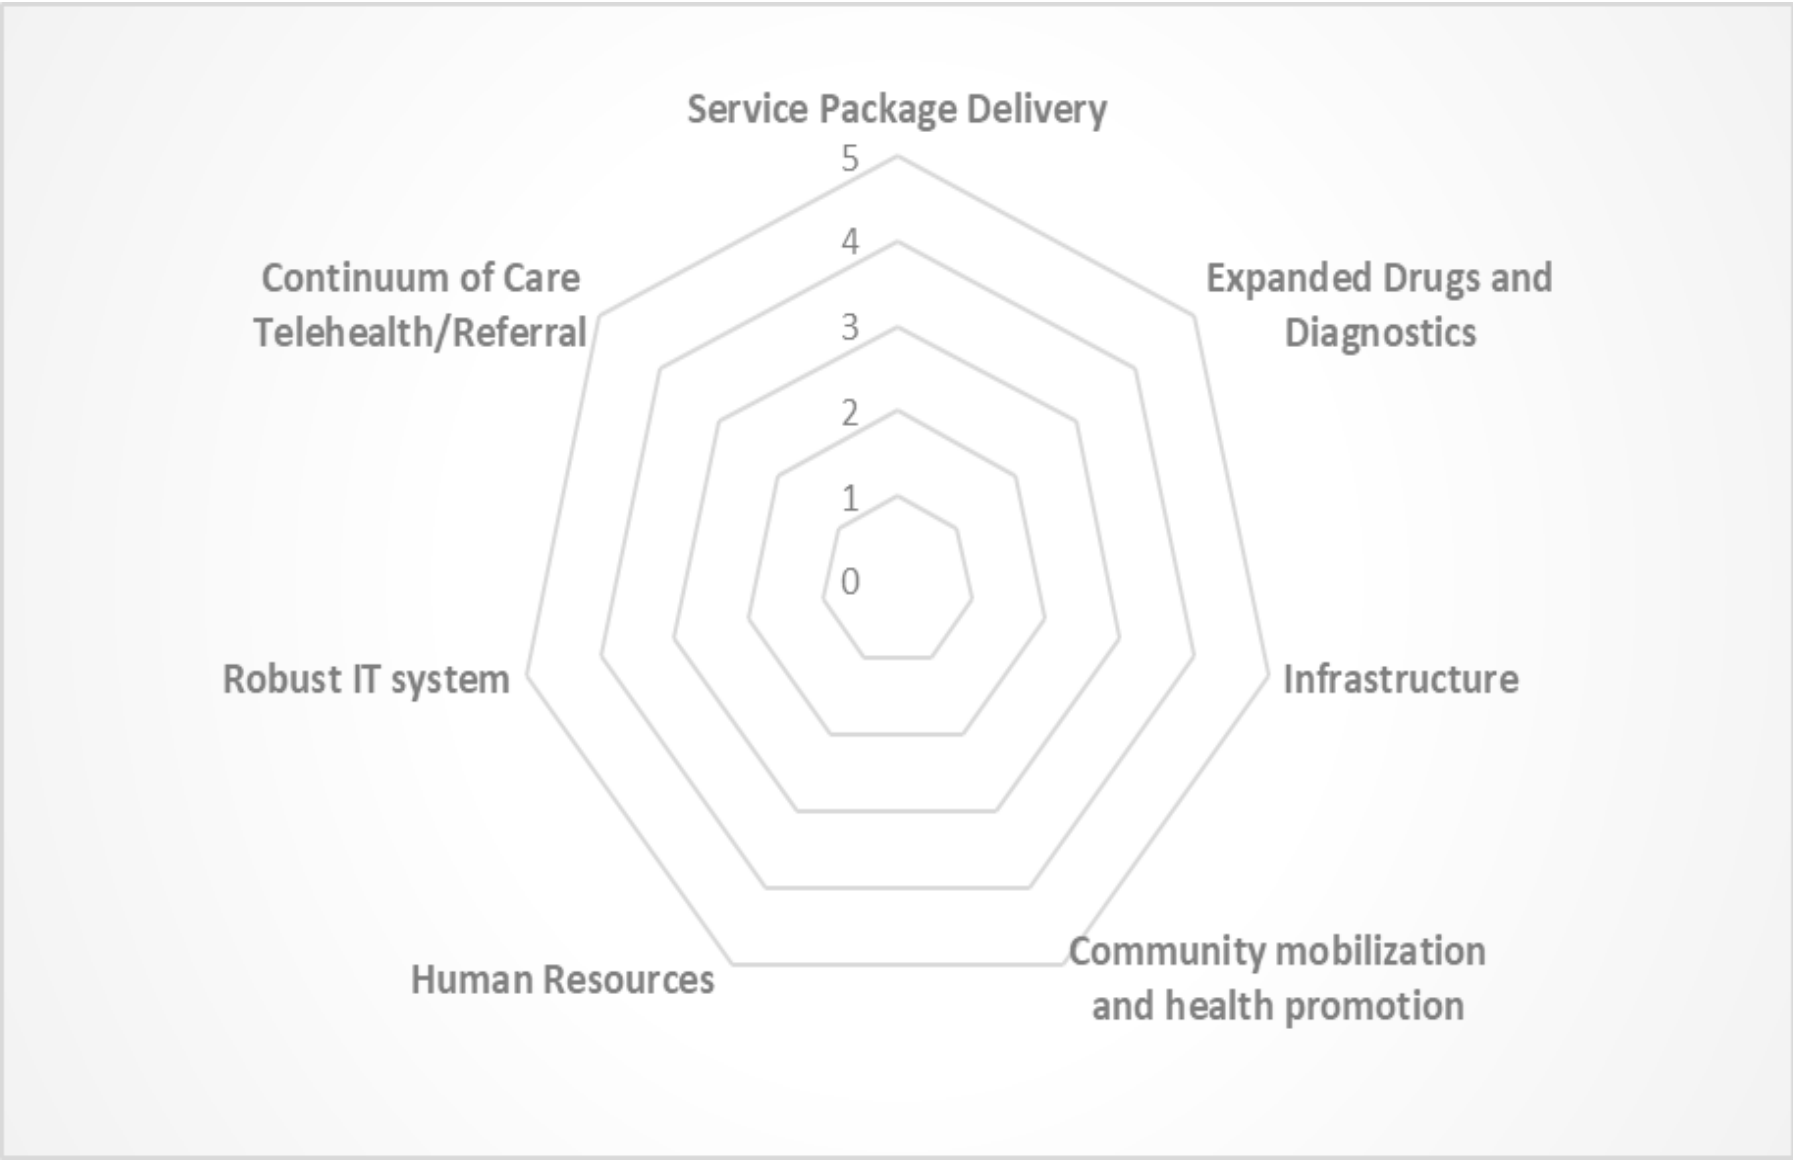 Service Package Delivery
5
4
3
2
1
0
Expanded Drugs and
Diagnostics
Infrastructure
Community mobilization
and health promotion
Human Resources
Robust IT system
Continuum of Care
Telehealth/Referral